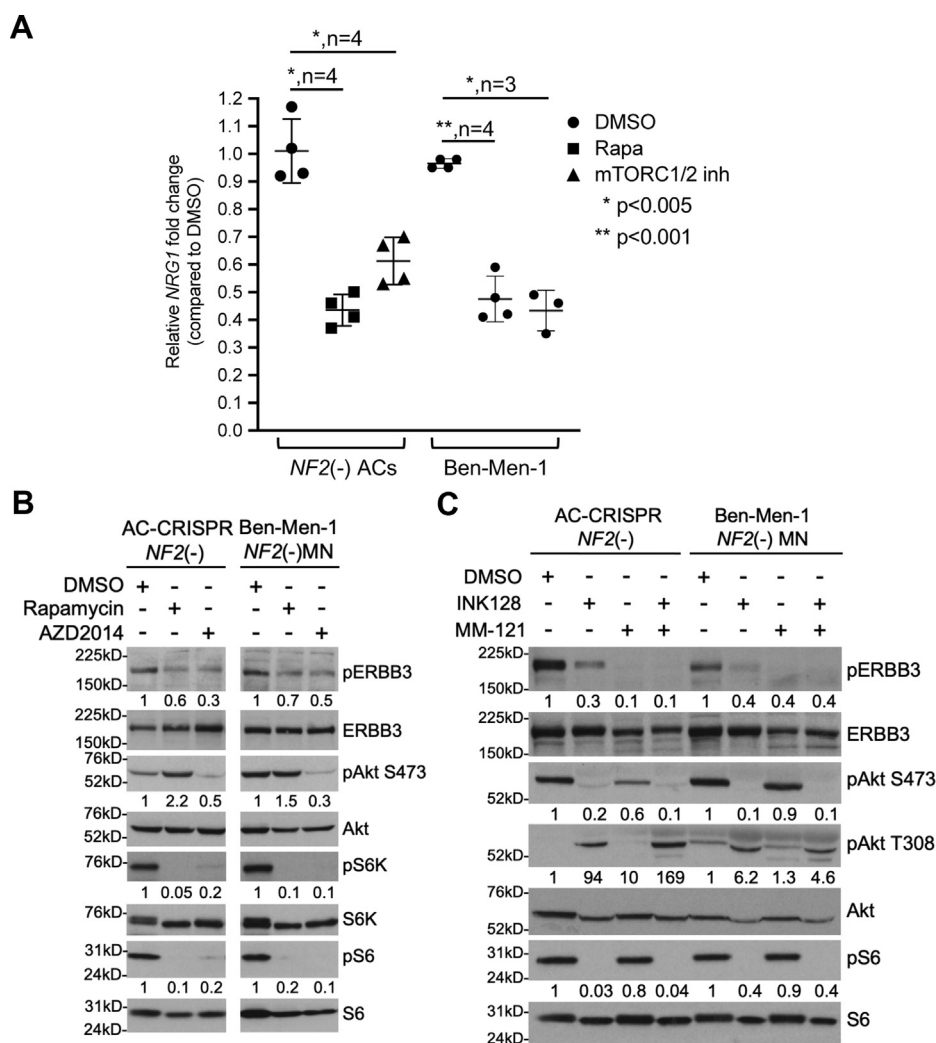 A
*,n=4
*,n=4
*,n=3
**,n=4
Relative NRG1 fold change
(compared to DMSO)
1.2
1.1
1.0
0.9
0.8
0.7
0.6
0.5
0.4
0.3
0.2
0.1
0.0
DMSO
Rapa
mTORC1/2 inh
* p<0.005
** p<0.001
NF2(-) ACs
Ben-Men-1
B
AC-CRISPR Ben-Men-1
NF2(-) NF2(-)MN
DMSO + - - + - -
Rapamycin - + - - + -
AZD2014 - - + - - +
225kD-
pERBB3
150kD-
1 0.6 0.3 1 0.7 0.5
225kD-
ERBB3
150kD-
76kD-
pAkt S473
52kD-
1 2.2 0.5 1 1.5 0.3
76kD-
Akt
52kD-
76kD-
pS6K
1 0.05 0.2 1 0.1 0.1
76kD-
S6K
52kD-
31kD-
pS6
24kD-
1 0.1 0.2 1 0.2 0.1
31kD-
S6
24kD-
C
AC-CRISPR Ben-Men-1
NF2(-) NF2(-) MN
DMSO + - - - + - - -
INK128 - + - + - + - +
MM-121 - - + + - - + +
225kD-
pERBB3
150kD-
1 0.3 0.1 0.1 1 0.4 0.4 0.4
225kD-
ERBB3
150kD-
pAkt S473
52kD-
1 0.2 0.6 0.1 1 0.1 0.9 0.1
pAkt T308
52kD-
1 94 10 169 1 6.2 1.3 4.6
76kD-
Akt
52kD-
31kD-
pS6
24kD-
1 0.03 0.8 0.04 1 0.4 0.9 0.4
31kD-
S6
24kD-